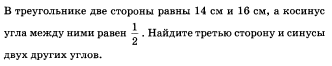 В треугольнике две стороны равны 14 см и 16 см, а косинус
угла между ними равен 1/2. Найдите третью сторону и синусы
двух других углов.